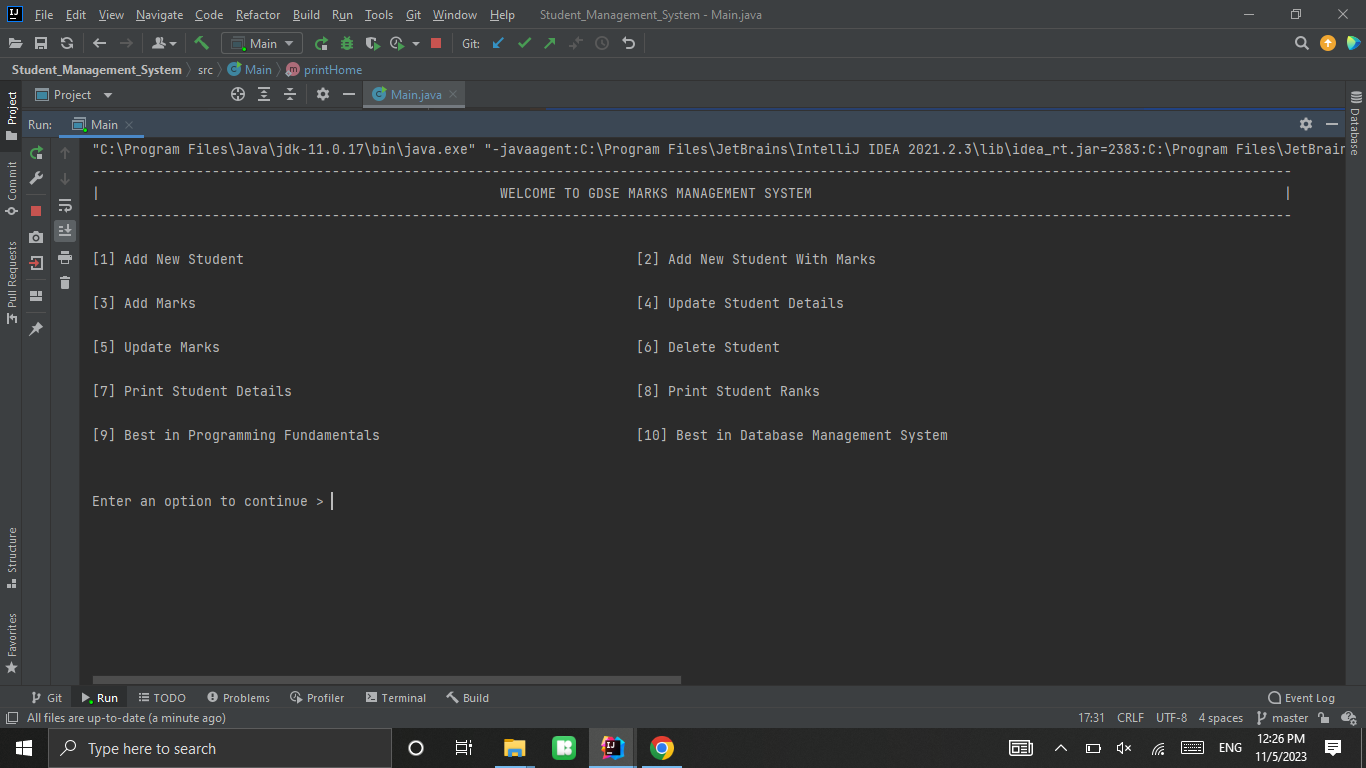 File Edit View Navigate Code Refactor Build Run Tools Git Window Help Student_Management_System - Main.java
Main Git:
Student_Management_System src Main printHome
Project Main.java
Run: Main
"C:\Program Files\Java\jdk-11.0.17\bin\java.exe" "-javaagent:C:\Program Files\JetBrains\IntelliJ IDEA 2021.2.3\lib\idea_rt.jar=2383:C:\Program Files\JetBrain
------------------------------------------------------------------------------------------------------------------------------------------------------
| WELCOME TO GDSE MARKS MANAGEMENT SYSTEM |
------------------------------------------------------------------------------------------------------------------------------------------------------
[1] Add New Student [2] Add New Student With Marks
[3] Add Marks [4] Update Student Details
[5] Update Marks [6] Delete Student
[7] Print Student Details [8] Print Student Ranks
[9] Best in Programming Fundamentals [10] Best in Database Management System
Enter an option to continue >
Project
Commit
Pull Requests
Structure
Favorites
Database
Git Run TODO Problems Profiler Terminal Build Event Log
All files are up-to-date (a minute ago) 17:31 CRLF UTF-8 4 spaces master
Type here to search ENG 12:26 PM
11/5/2023